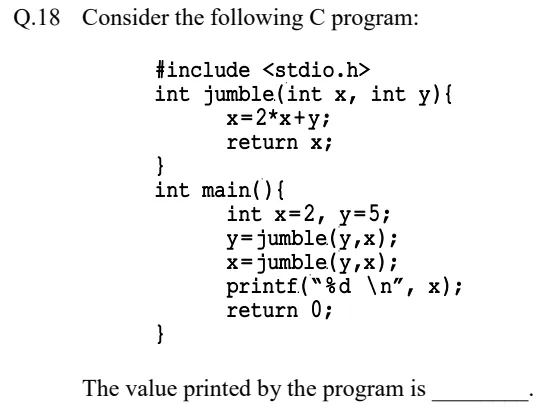 Q.18 Consider the following C program:
#include <stdio.h>
int jumble(int x, int y){
x=2*x+y;
return x;
}
int main(){
int x=2, y=5;
y=jumble(y,x);
x=jumble(y,x);
printf(“%d \n”, x);
return 0;
}
The value printed by the program is ________.